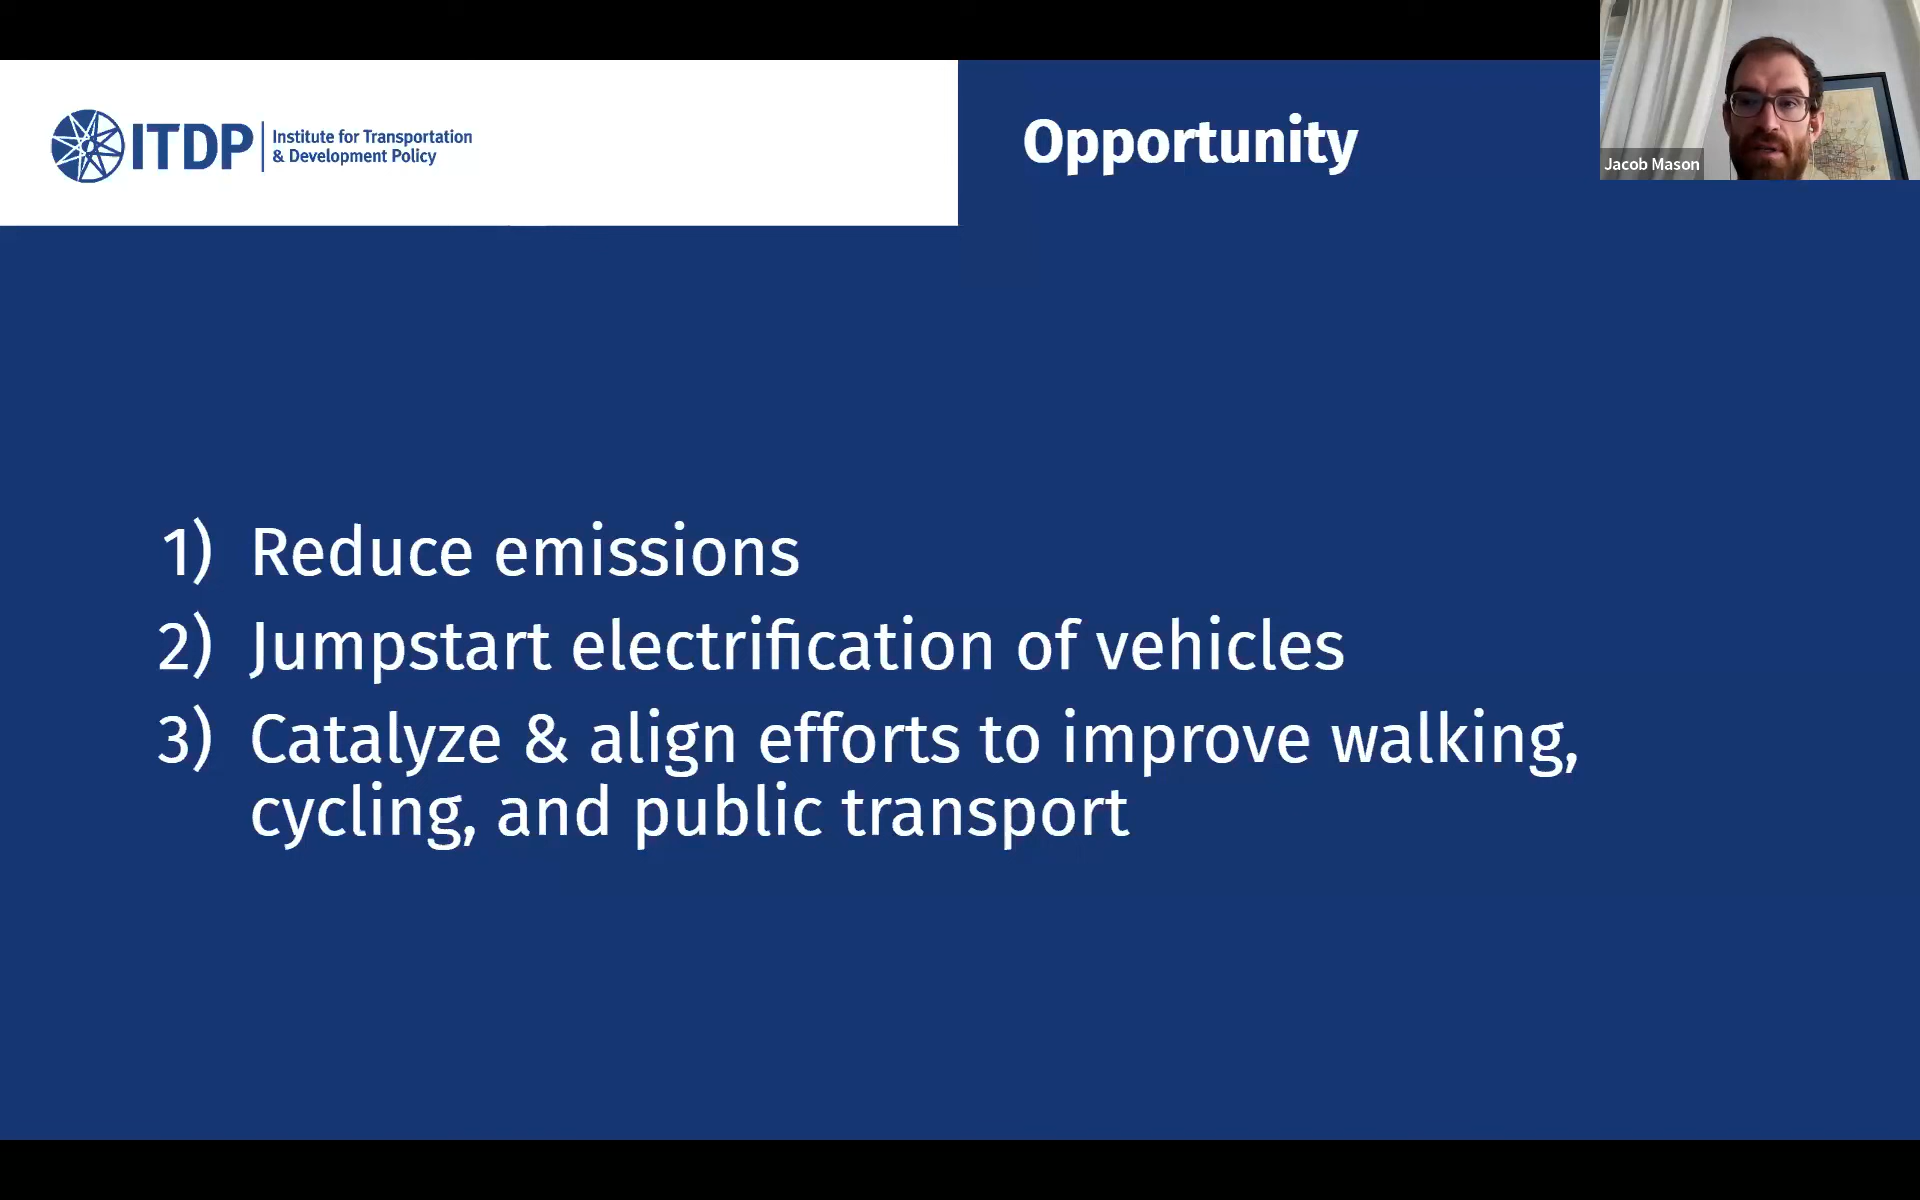 ITDP
Institute for Transportation
& Development Policy
Opportunity
Jacob Mason
1) Reduce emissions
2) Jumpstart electrification of vehicles
3) Catalyze & align efforts to improve walking,
cycling, and public transport